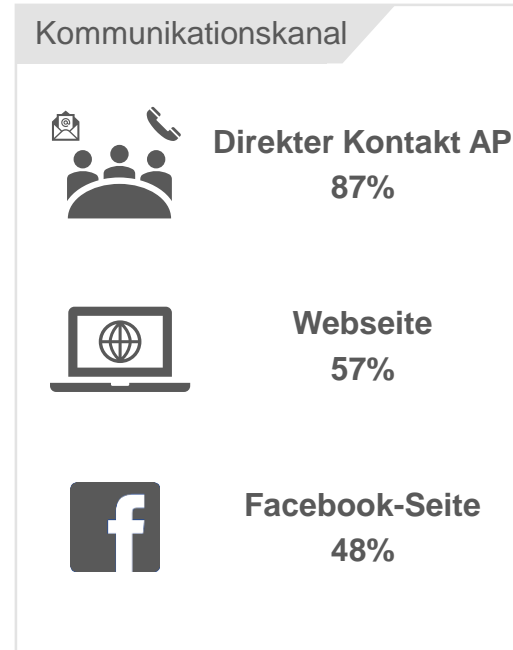 Kommunikationskanal
Direkter Kontakt AP
87%
Webseite
57%
Facebook-Seite
48%